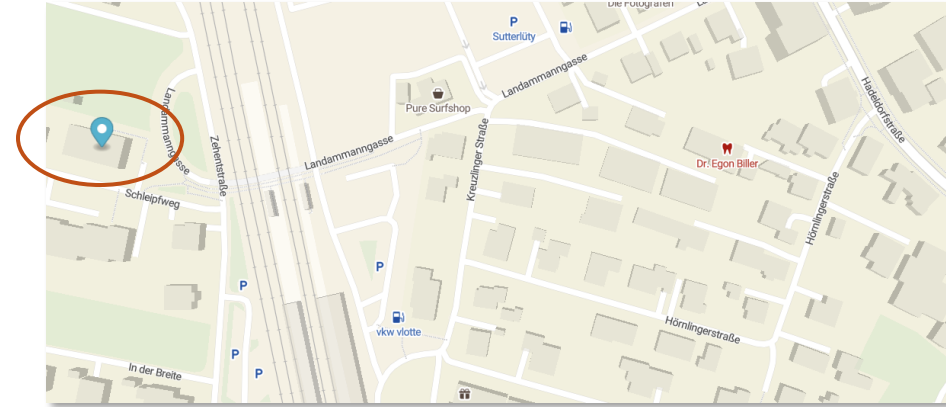 Die Fotografen
P
Sutterlüty
Landammanngasse
Pure Surfshop
Hadeldorfstraße
Landammanngasse
Zehentstraße
Landammanngasse
Kreuzlinger Straße
Dr. Egon Biller
Hörnlingerstraße
Schleipfweg
P
P
vkw vlotte
Hörnlingerstraße
P
In der Breite
P